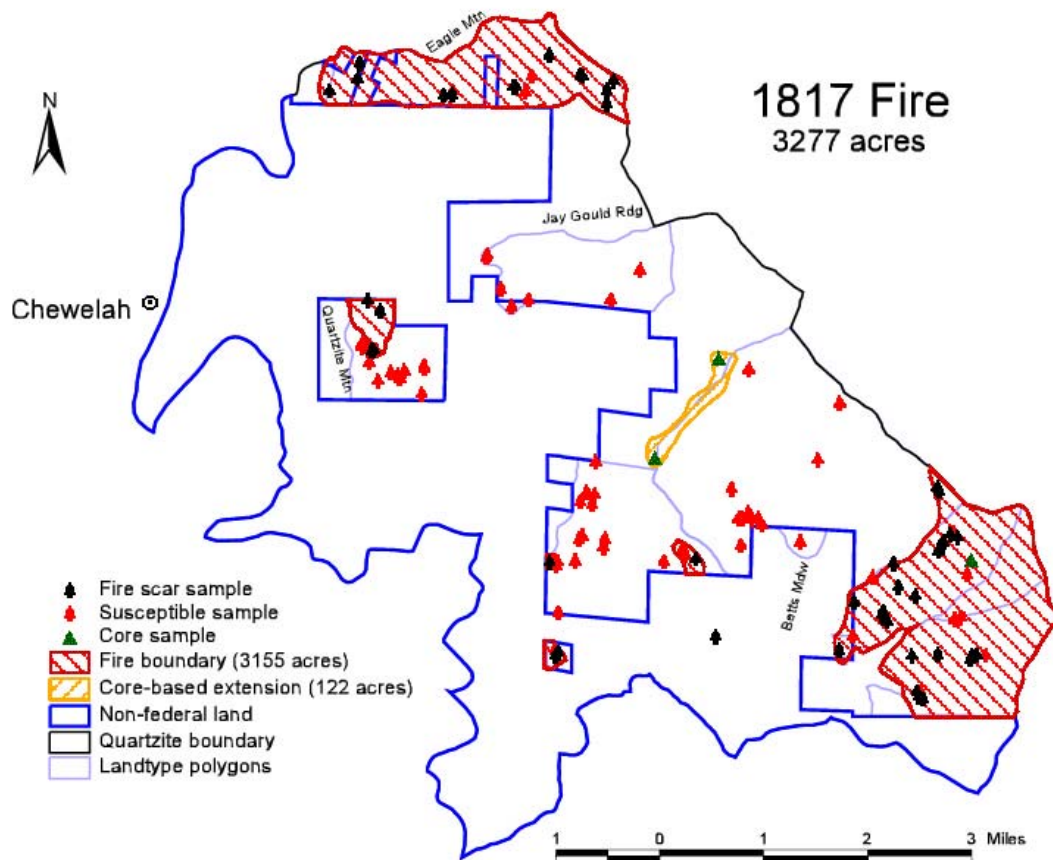 Eagle Mtn
N
1817 Fire
3277 acres
Jay Gould Rdg
Chewelah
Quartzite Mtn
Betts Mdw
Fire scar sample
Susceptible sample
Core sample
Fire boundary (3155 acres)
Core-based extension (122 acres)
Non-federal land
Quartzite boundary
Landtype polygons
1 0 1 2 3 Miles